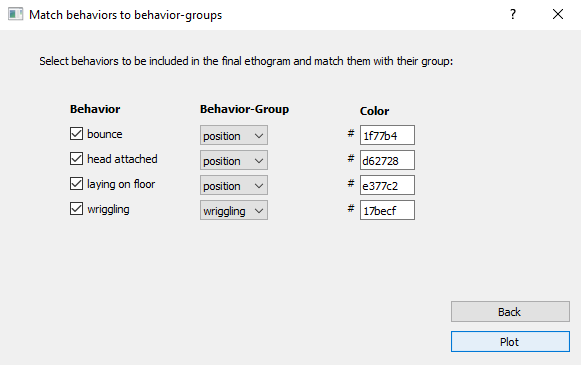 Match behaviors to behavior-groups ?
Select behaviors to be included in the final ethogram and match them with their group:
Behavior Behavior-Group Color
bounce position # 1f77b4
head attached position # d62728
laying on floor position # e377c2
wriggling wriggling # 17becf
Back
Plot